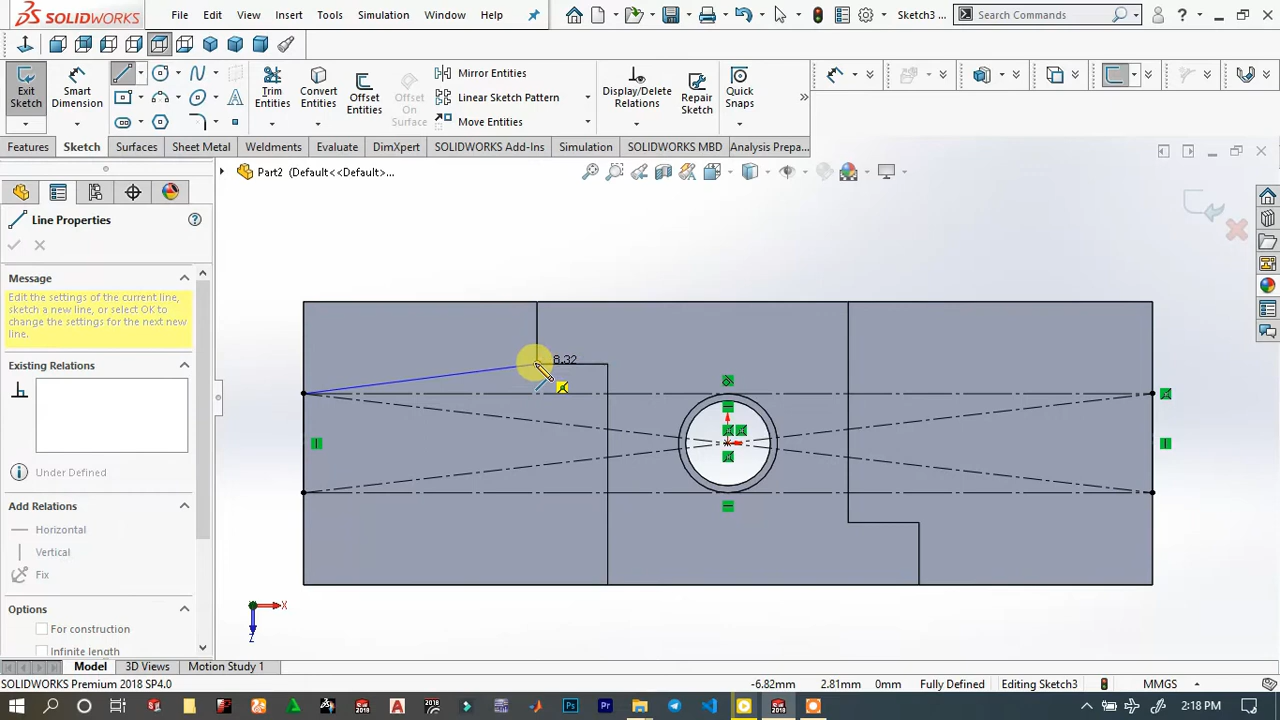 SOLIDWORKS
File Edit View Insert Tools Simulation Window Help
Sketch3 ...
Search Commands
Exit Sketch
Smart Dimension
Trim Entities
Convert Entities
Offset Entities
Offset On Surface
Mirror Entities
Linear Sketch Pattern
Move Entities
Display/Delete Relations
Repair Sketch
Quick Snaps
Features Sketch Surfaces Sheet Metal Weldments Evaluate DimXpert SOLIDWORKS Add-Ins Simulation SOLIDWORKS MBD Analysis Prepa...
Part2 (Default<<Default>...
Line Properties
Message
Edit the settings of the current line,
sketch a new line, or select OK to
change the settings for the next new
line.
Existing Relations
Under Defined
Add Relations
Horizontal
Vertical
Fix
Options
For construction
Infinite length
8.32
X
Z
Model 3D Views Motion Study 1
SOLIDWORKS Premium 2018 SP4.0
-6.82mm 2.81mm 0mm Fully Defined Editing Sketch3 MMGS
2:18 PM